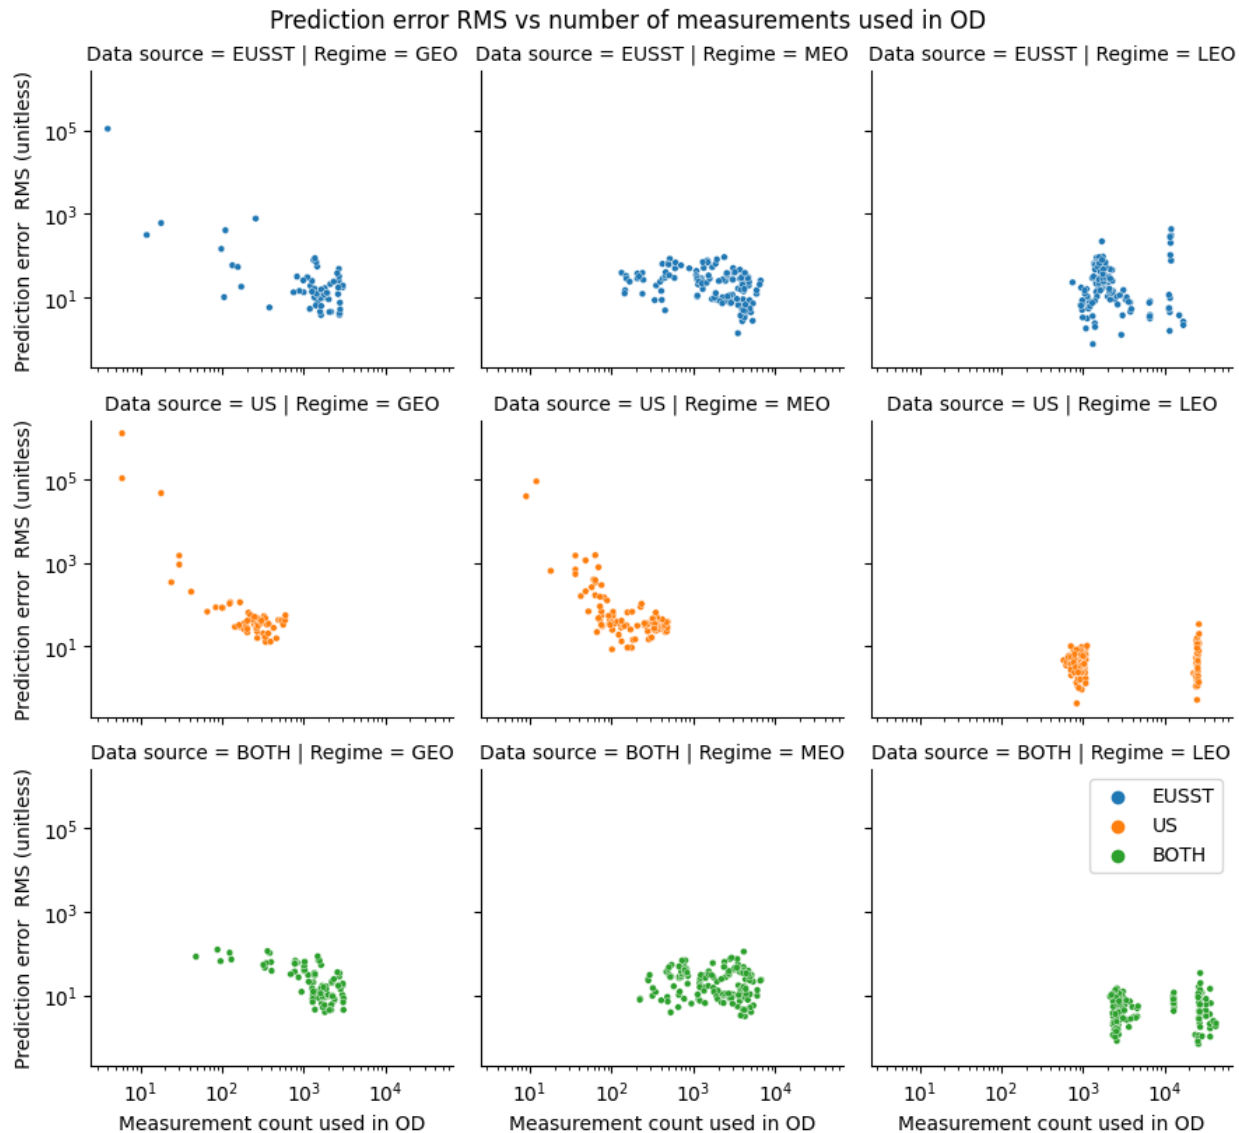 Prediction error RMS vs number of measurements used in OD
Data source = EUSST | Regime = GEO
Data source = EUSST | Regime = MEO
Data source = EUSST | Regime = LEO
Prediction error RMS (unitless)
10^5
10^3
10^1
Data source = US | Regime = GEO
Data source = US | Regime = MEO
Data source = US | Regime = LEO
Prediction error RMS (unitless)
10^5
10^3
10^1
Data source = BOTH | Regime = GEO
Data source = BOTH | Regime = MEO
Data source = BOTH | Regime = LEO
Prediction error RMS (unitless)
10^5
10^3
10^1
EUSST
US
BOTH
10^1 10^2 10^3 10^4
10^1 10^2 10^3 10^4
10^1 10^2 10^3 10^4
Measurement count used in OD
Measurement count used in OD
Measurement count used in OD